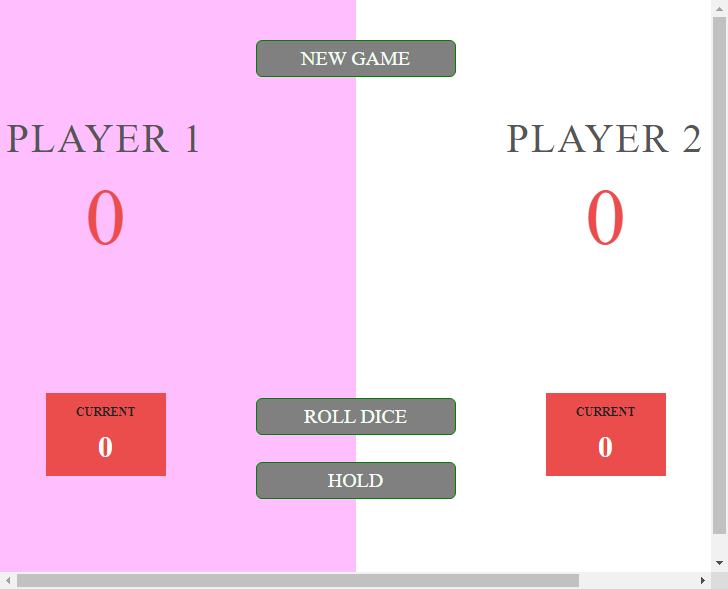 NEW GAME
PLAYER 1
PLAYER 2
0
0
CURRENT
0
ROLL DICE
HOLD
CURRENT
0